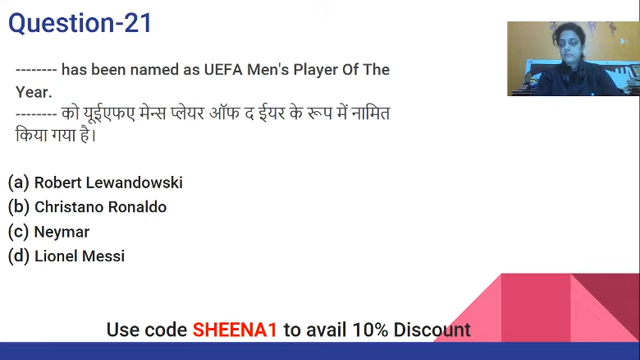 Question-21
-------- has been named as UEFA Men's Player Of The
Year.
-------- को यूईएफए मेन्स प्लेयर ऑफ द ईयर के रूप में नामित
किया गया है।
(a) Robert Lewandowski
(b) Christano Ronaldo
(c) Neymar
(d) Lionel Messi
Use code SHEENA1 to avail 10% Discount